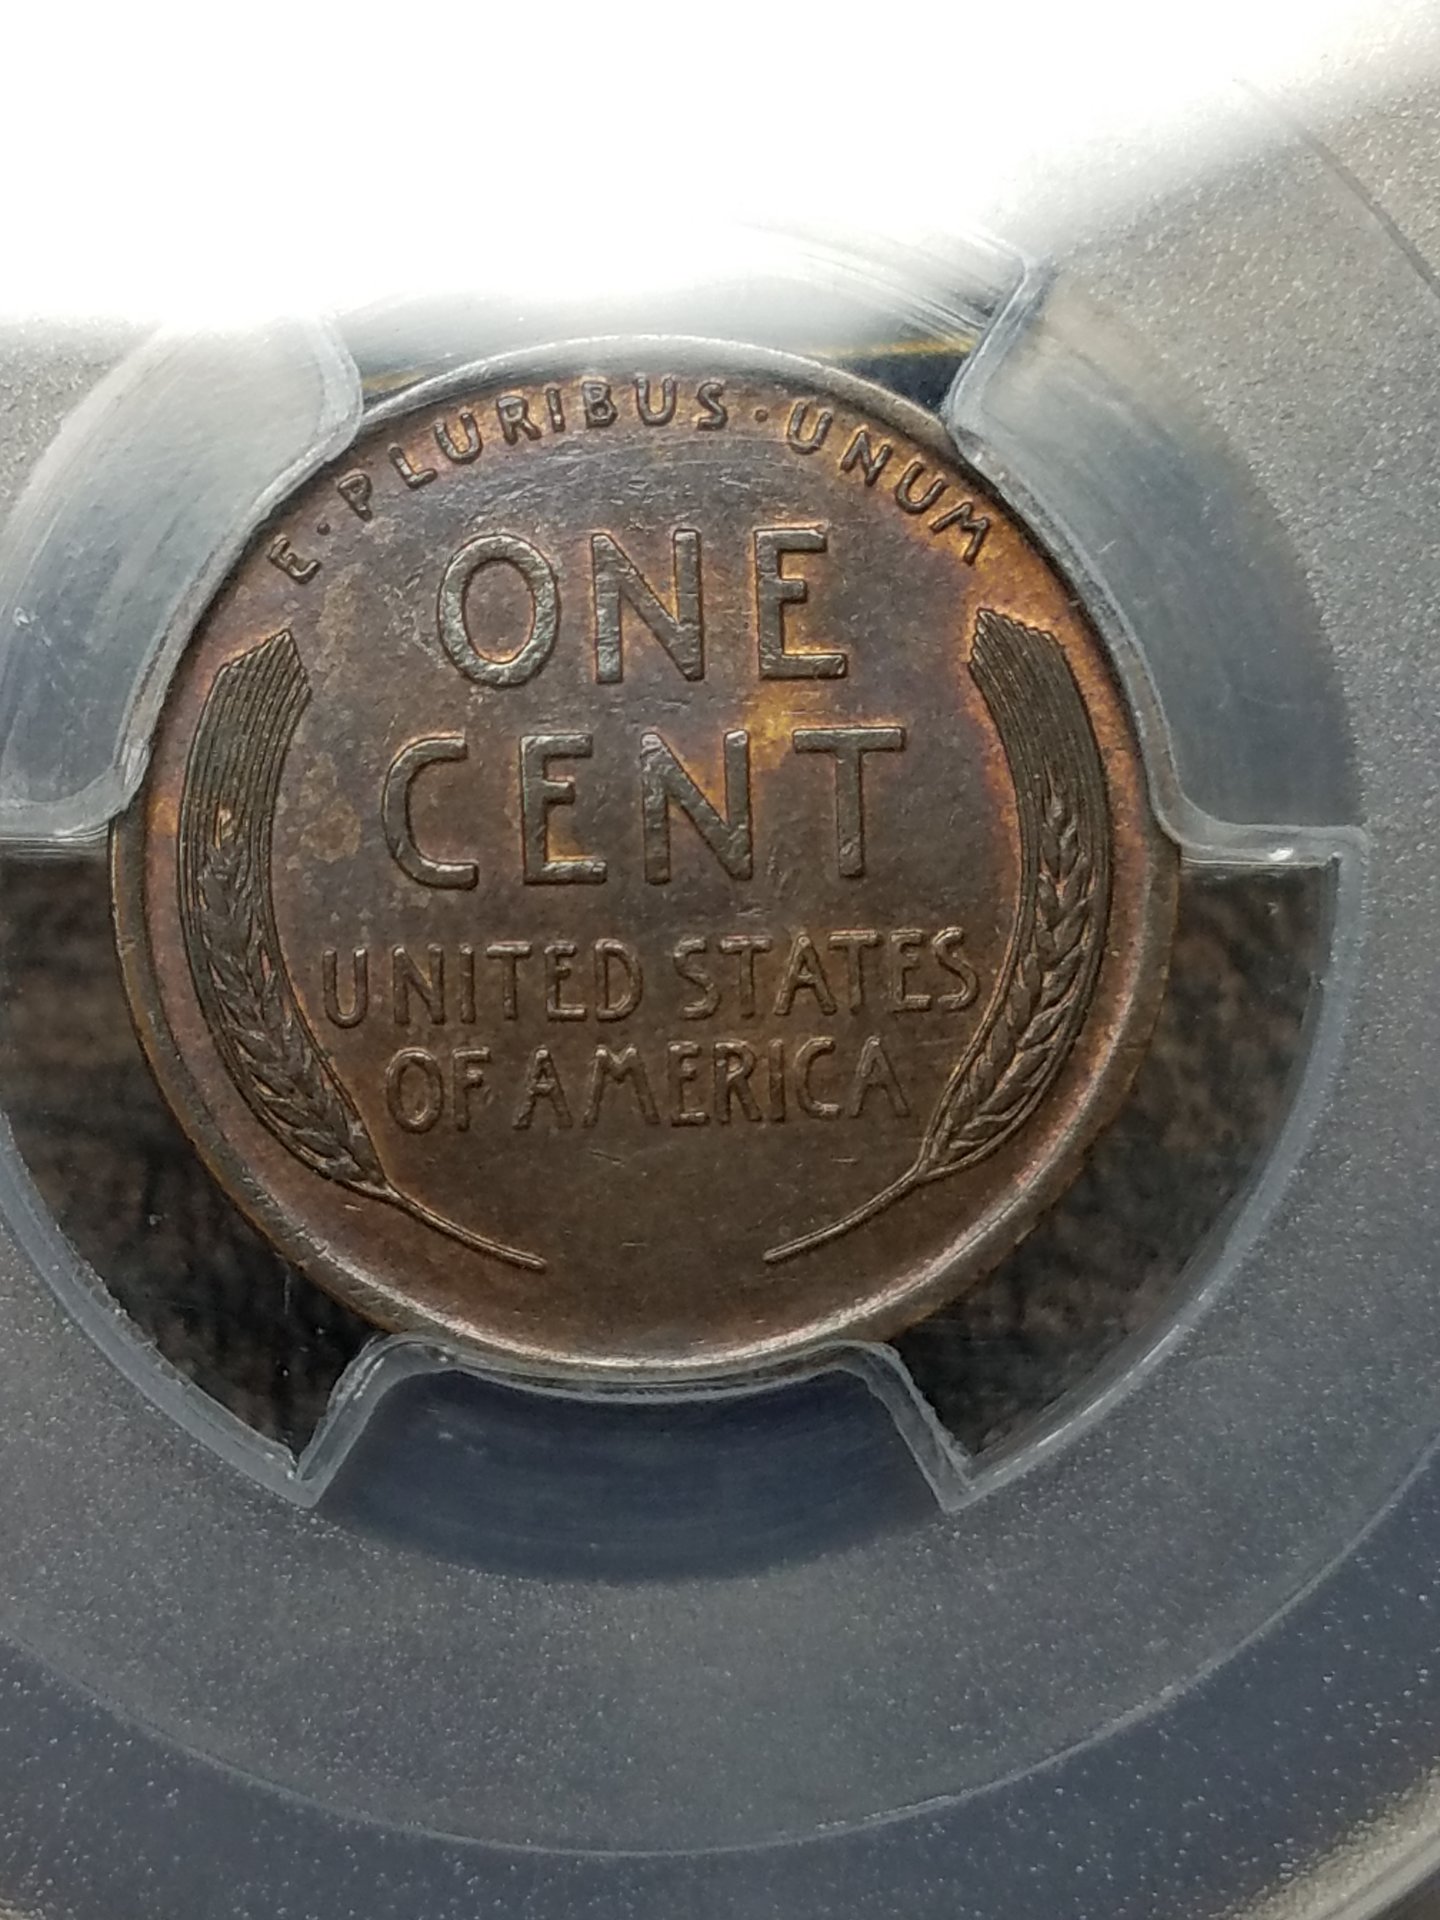 E·PLURIBUS·UNUM
ONE
CENT
UNITED STATES
OF AMERICA